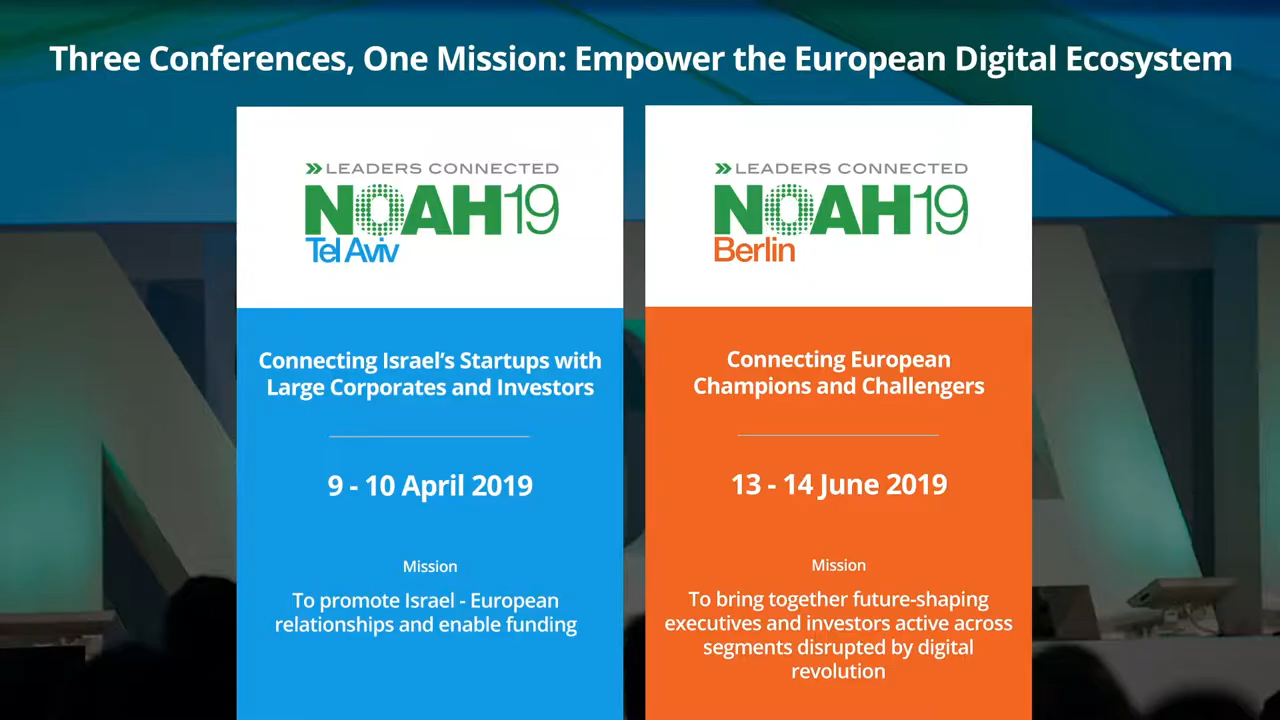 Three Conferences, One Mission: Empower the European Digital Ecosystem
LEADERS CONNECTED
NOAH19
Tel Aviv
Connecting Israel's Startups with
Large Corporates and Investors
9 - 10 April 2019
Mission
To promote Israel - European
relationships and enable funding
LEADERS CONNECTED
NOAH19
Berlin
Connecting European
Champions and Challengers
13 - 14 June 2019
Mission
To bring together future-shaping
executives and investors active across
segments disrupted by digital
revolution